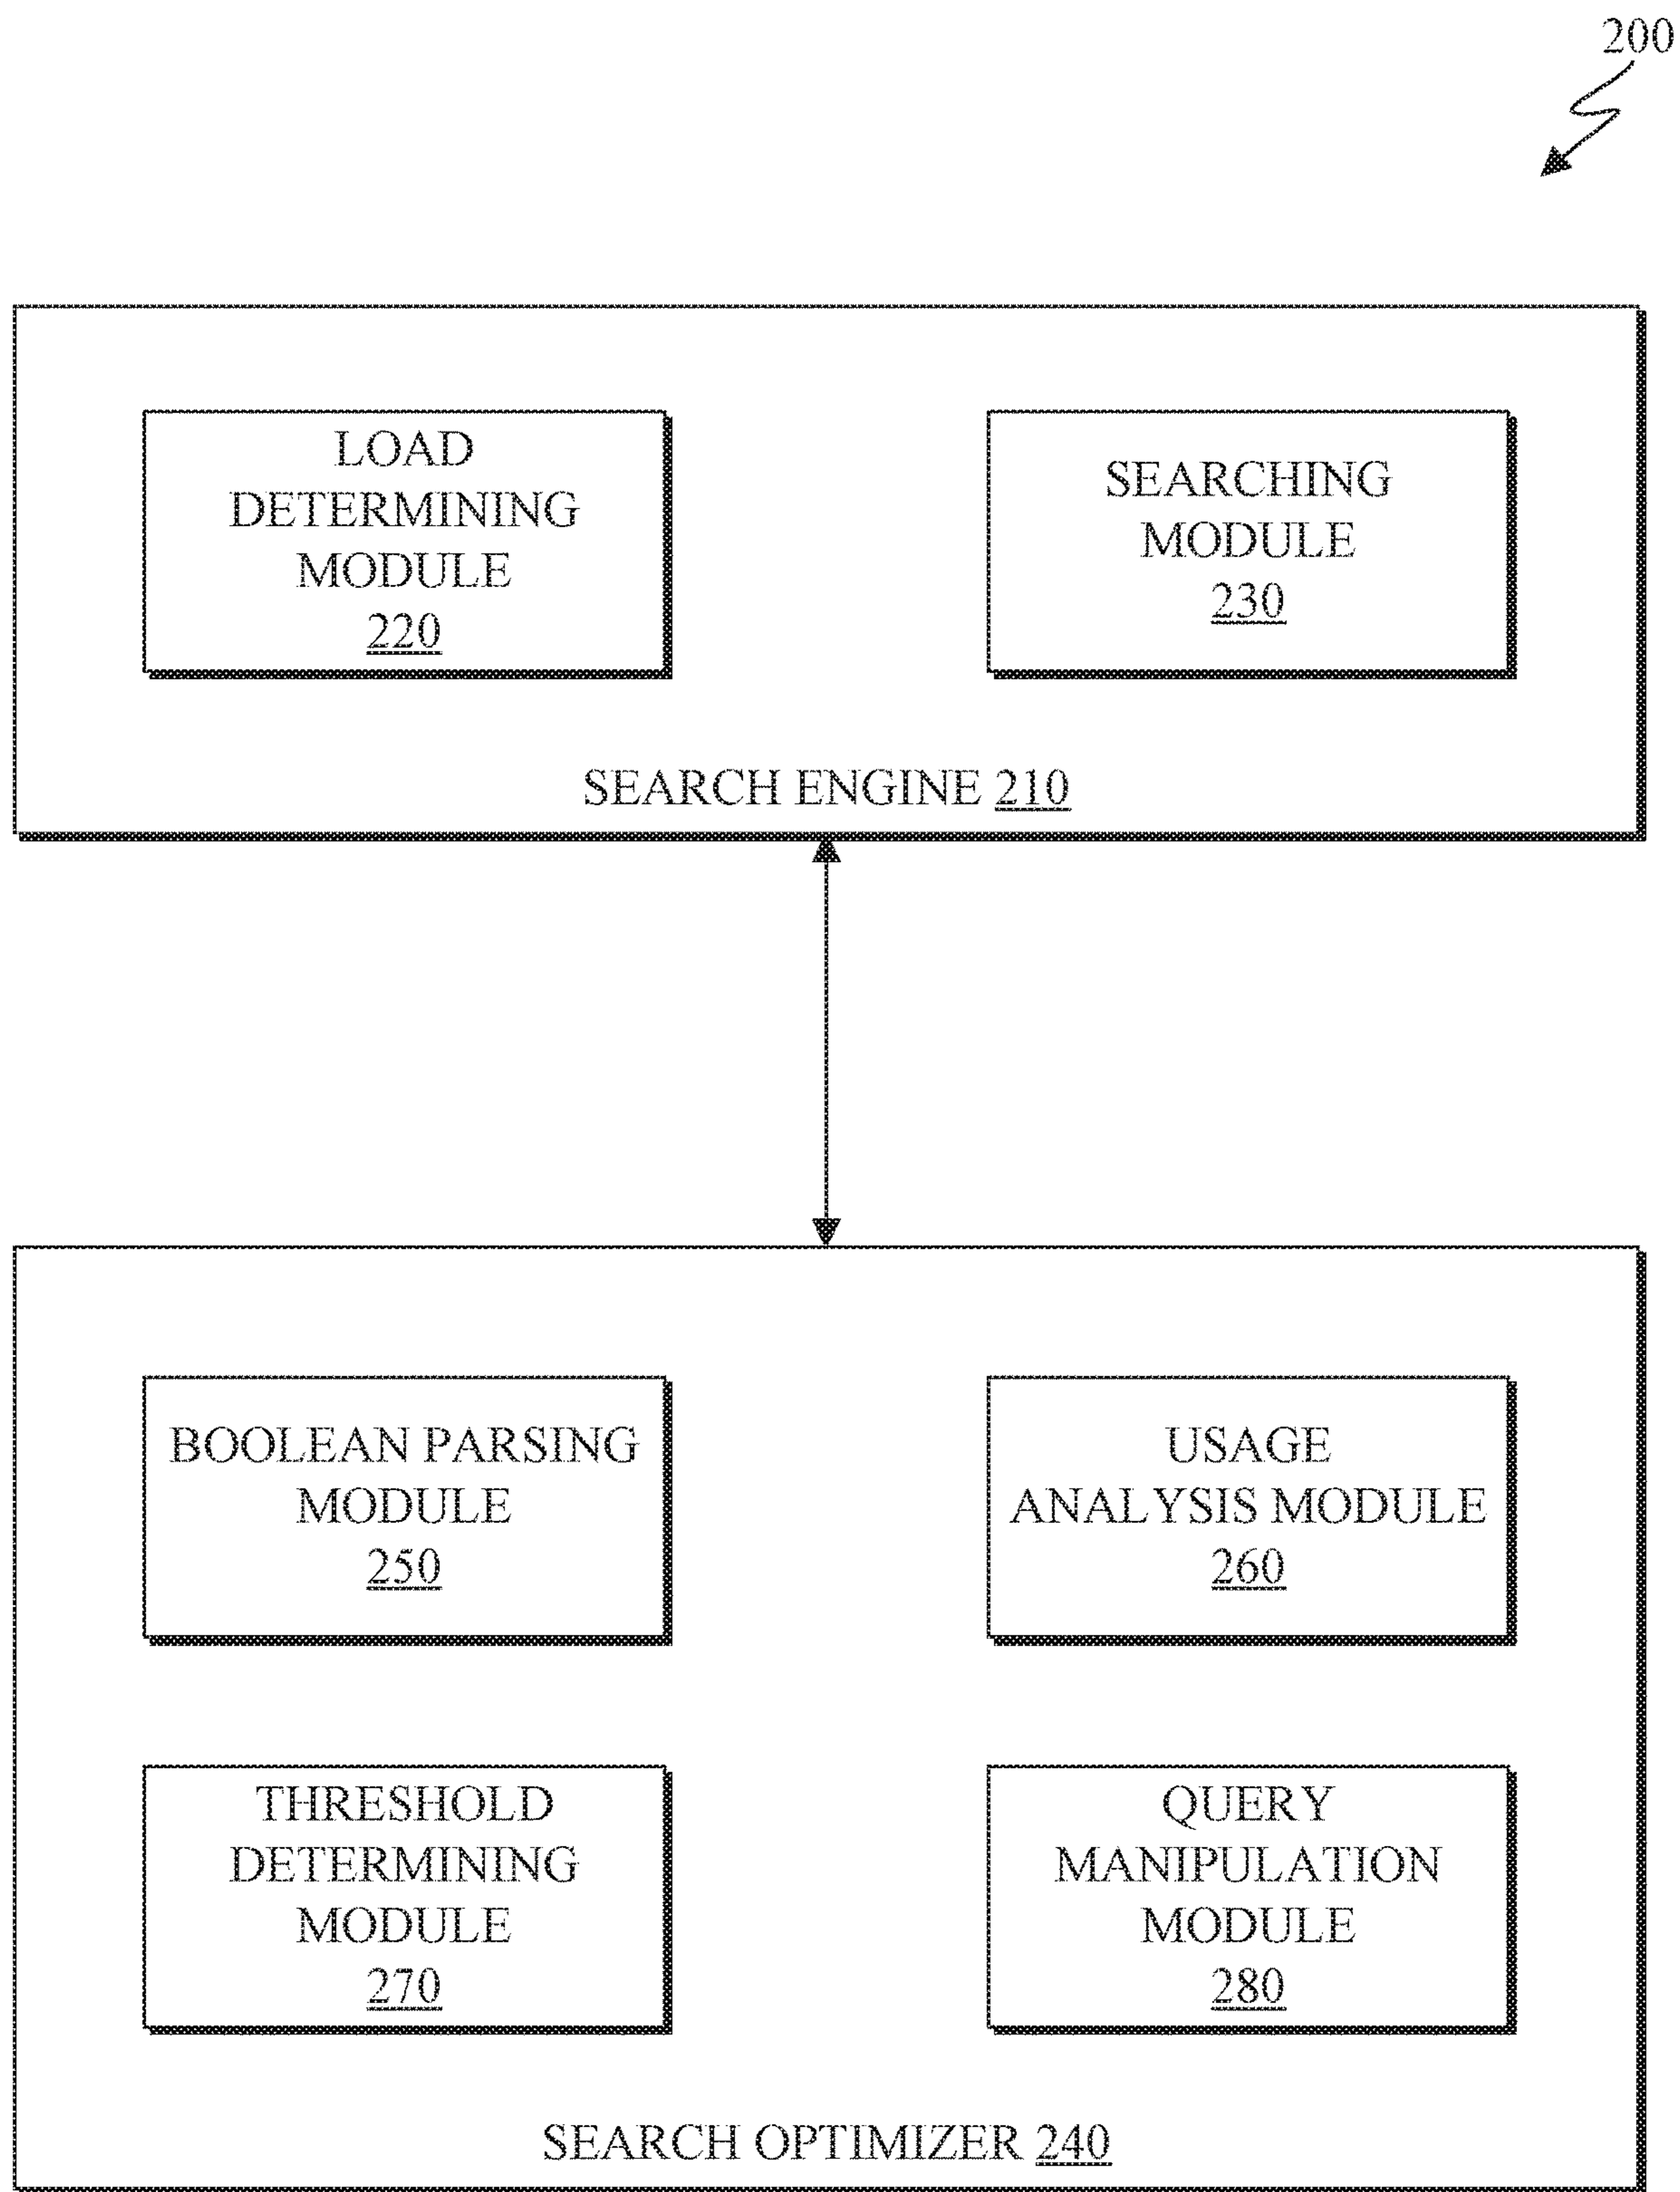 200
LOAD
DETERMINING
MODULE
220
SEARCHING
MODULE
230
SEARCH ENGINE 210
BOOLEAN PARSING
MODULE
250
USAGE
ANALYSIS MODULE
260
THRESHOLD
DETERMINING
MODULE
270
QUERY
MANIPULATION
MODULE
280
SEARCH OPTIMIZER 240